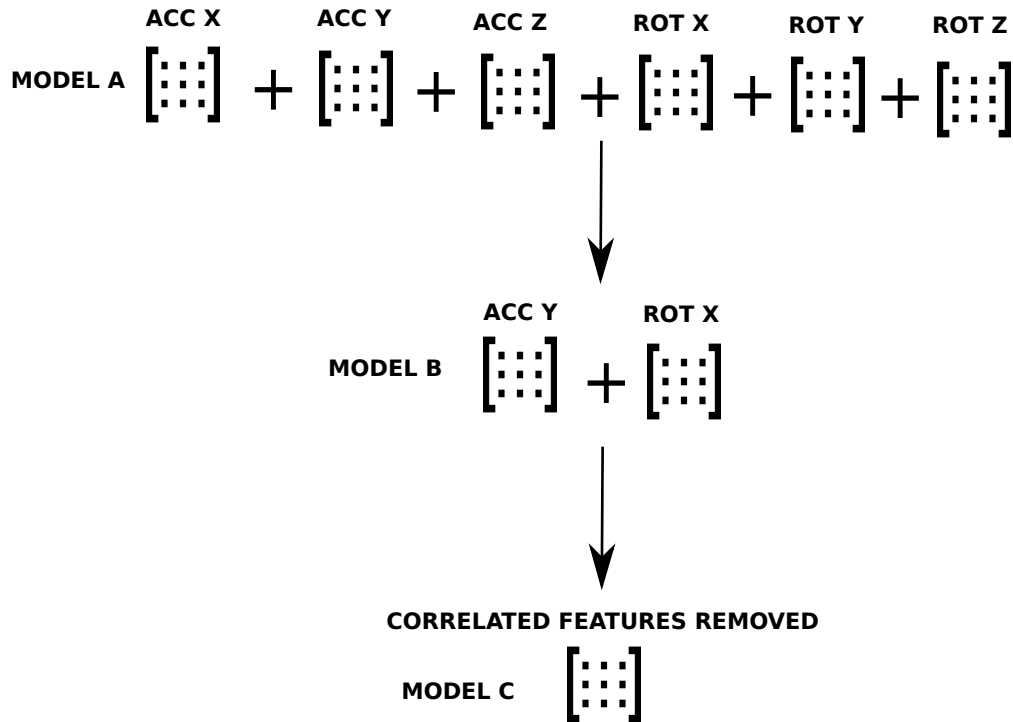 ACC X ACC Y ACC Z ROT X ROT Y ROT Z
MODEL A
ACC Y ROT X
MODEL B
CORRELATED FEATURES REMOVED
MODEL C